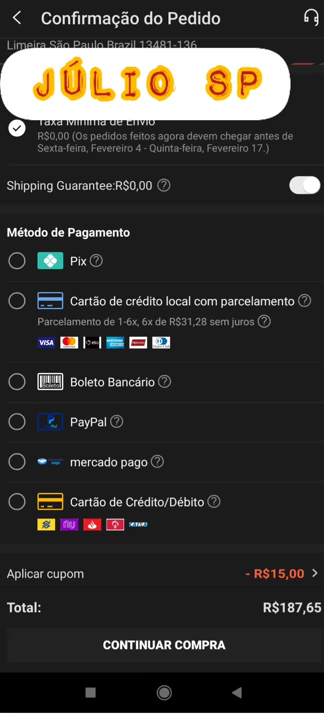 Confirmação do Pedido
Limeira São Paulo Brazil 13481-136
JÚLIO SP
Taxa Mínima de Envio
R$0,00 (Os pedidos feitos agora devem chegar antes de
Sexta-feira, Fevereiro 4 - Quinta-feira, Fevereiro 17.)
Shipping Guarantee:R$0,00 ?
Método de Pagamento
Pix ?
Cartão de crédito local com parcelamento ?
Parcelamento de 1-6x, 6x de R$31,28 sem juros ?
VISA elo
Boleto Bancário ?
PayPal ?
mercado pago ?
Cartão de Crédito/Débito ?
nu CAIXA
Aplicar cupom - R$15,00 >
Total: R$187,65
CONTINUAR COMPRA